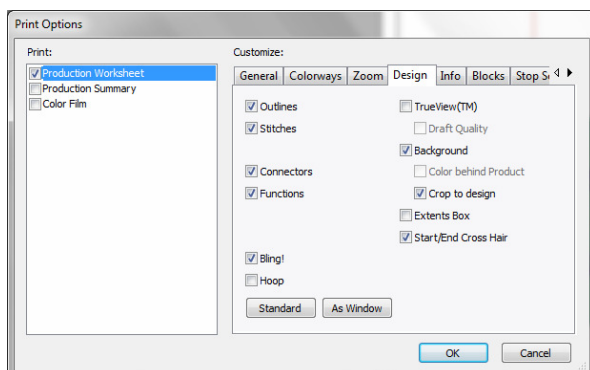 Print Options
Print:
Production Worksheet
Production Summary
Color Film
Customize:
General Colorways Zoom Design Info Blocks Stop
Outlines
Stitches
Connectors
Functions
Bling!
Hoop
TrueView(TM)
Draft Quality
Background
Color behind Product
Crop to design
Extents Box
Start/End Cross Hair
Standard As Window
OK Cancel